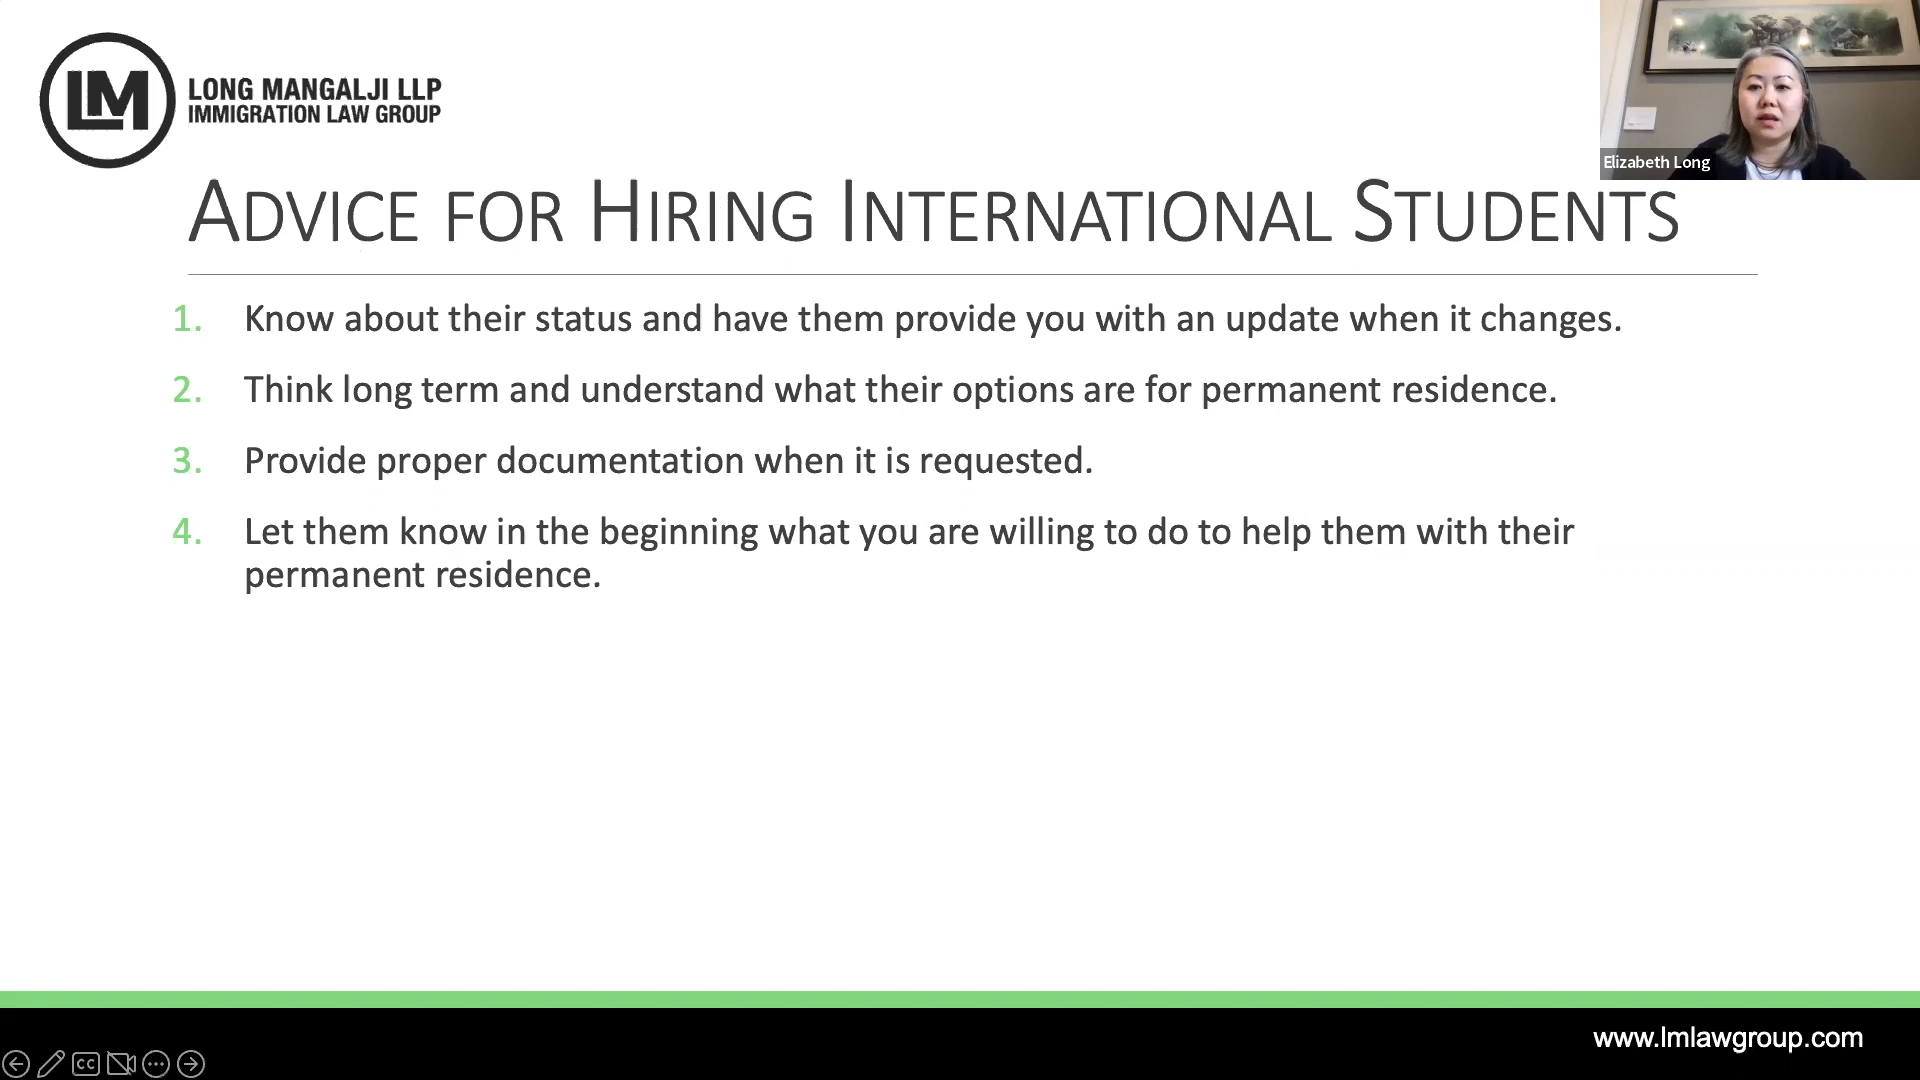 LM
LONG MANGALJI LLP
IMMIGRATION LAW GROUP
Elizabeth Long
ADVICE FOR HIRING INTERNATIONAL STUDENTS
1. Know about their status and have them provide you with an update when it changes.
2. Think long term and understand what their options are for permanent residence.
3. Provide proper documentation when it is requested.
4. Let them know in the beginning what you are willing to do to help them with their
permanent residence.
www.lmlawgroup.com
CC